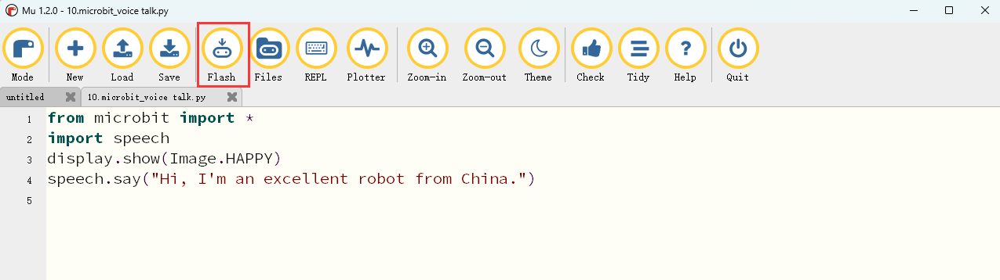 Mu 1.2.0 - 10.microbit_voice talk.py
Mode New Load Save Flash Files REPL Plotter Zoom-in Zoom-out Theme Check Tidy Help Quit
untitled 10.microbit_voice talk.py
1 from microbit import *
2 import speech
3 display.show(Image.HAPPY)
4 speech.say("Hi, I'm an excellent robot from China.")
5